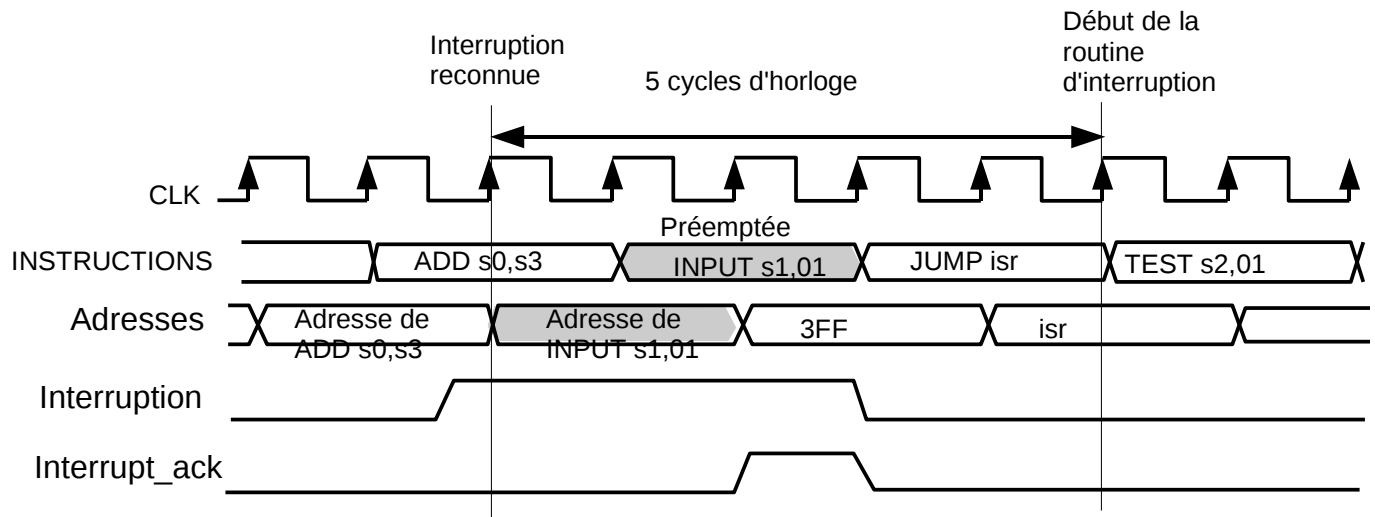 Début de la
routine
d'interruption
Interruption
reconnue
5 cycles d'horloge
CLK
Préemptée
INSTRUCTIONS
ADD s0,s3
INPUT s1,01
JUMP isr
TEST s2,01
Adresses
Adresse de
ADD s0,s3
Adresse de
INPUT s1,01
3FF
isr
Interruption
Interrupt_ack